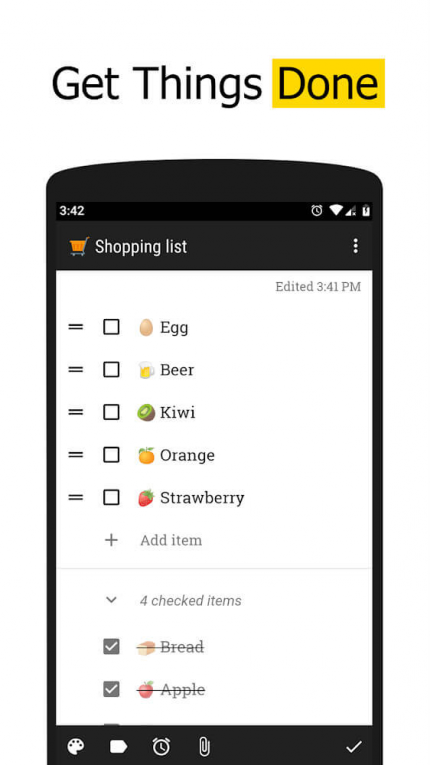 Get Things Done
3:42
Shopping list
Edited 3:41 PM
Egg
Beer
Kiwi
Orange
Strawberry
Add item
4 checked items
Bread
Apple